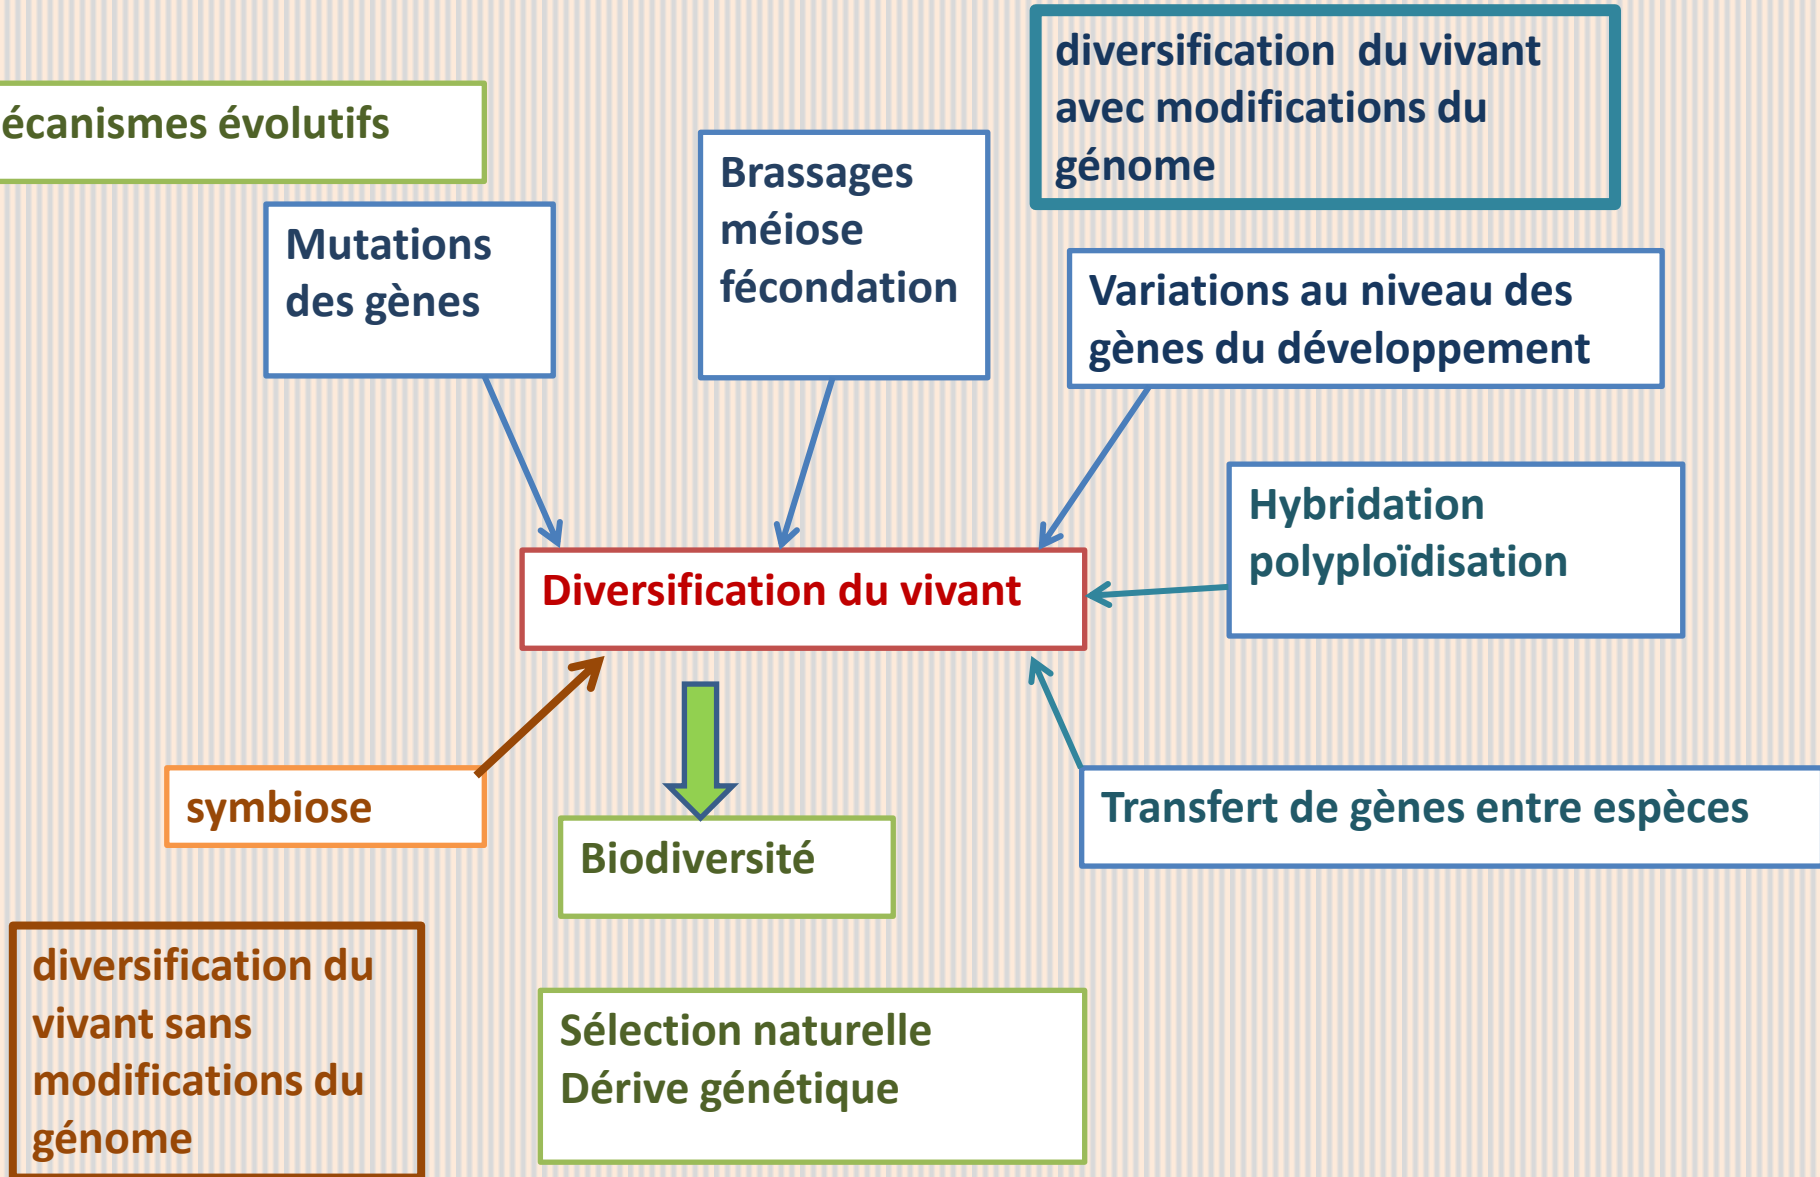 écanismes évolutifs
diversification du vivant
avec modifications du
génome
Mutations
des gènes
Brassages
méiose
fécondation
Variations au niveau des
gènes du développement
Hybridation
polyploïdisation
Diversification du vivant
symbiose
Transfert de gènes entre espèces
Biodiversité
diversification du
vivant sans
modifications du
génome
Sélection naturelle
Dérive génétique